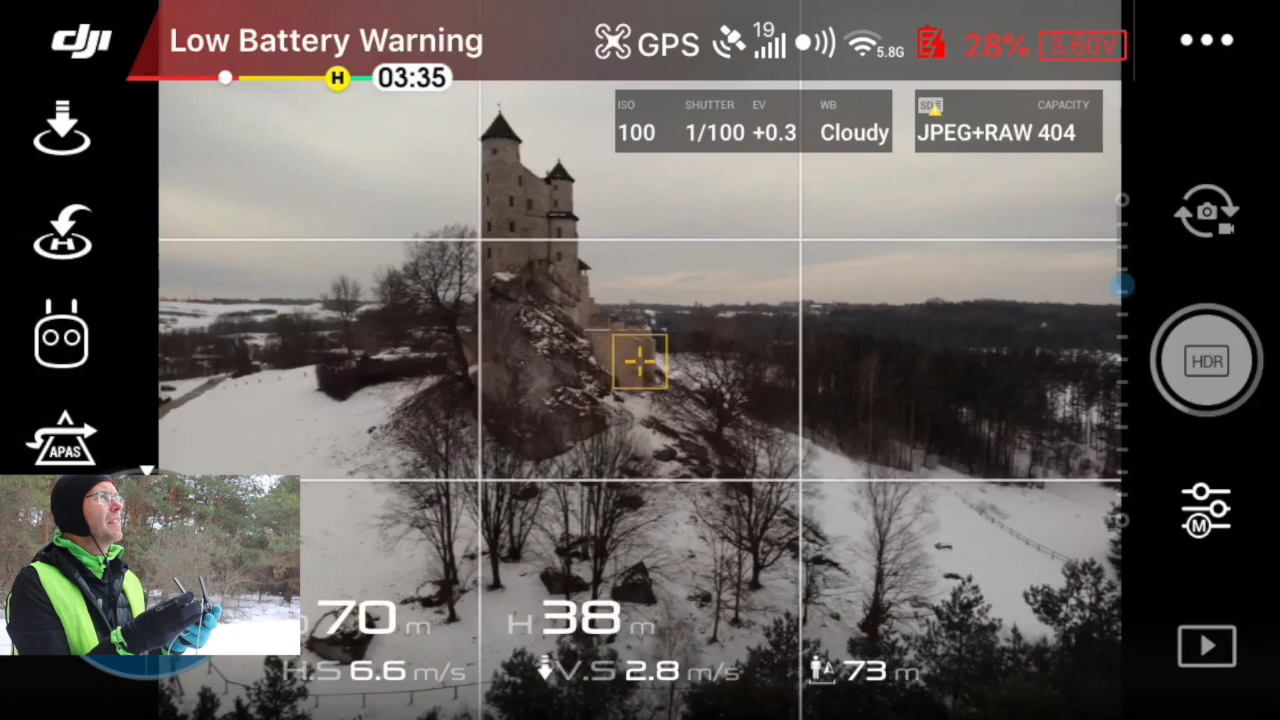 dji
Low Battery Warning
GPS
19
5.8G
28%
3.60V
H
03:35
ISO SHUTTER EV WB
100 1/100 +0.3 Cloudy
SD CAPACITY
JPEG+RAW 404
H
APAS
HDR
M
70 m
H 38 m
H.S 6.6 m/s
V.S 2.8 m/s
73 m